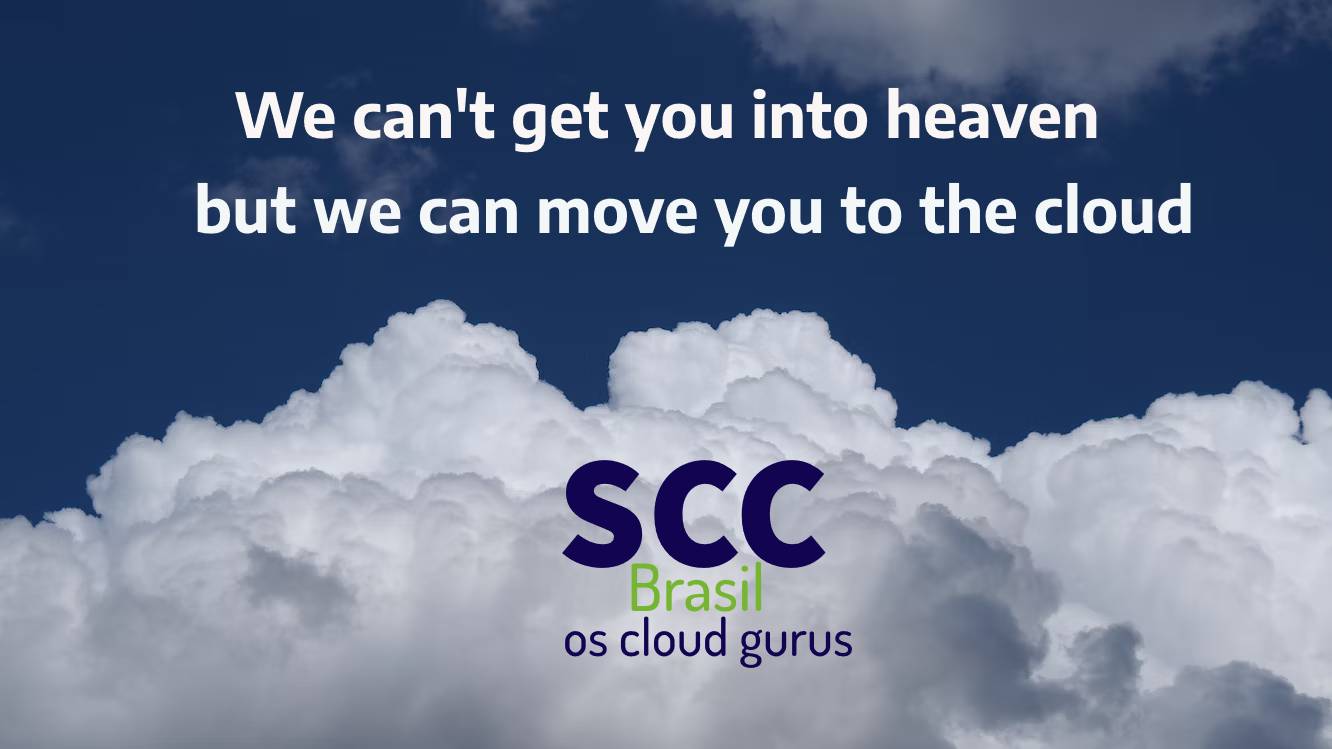 We can't get you into heaven
but we can move you to the cloud
SCC
Brasil
os cloud gurus